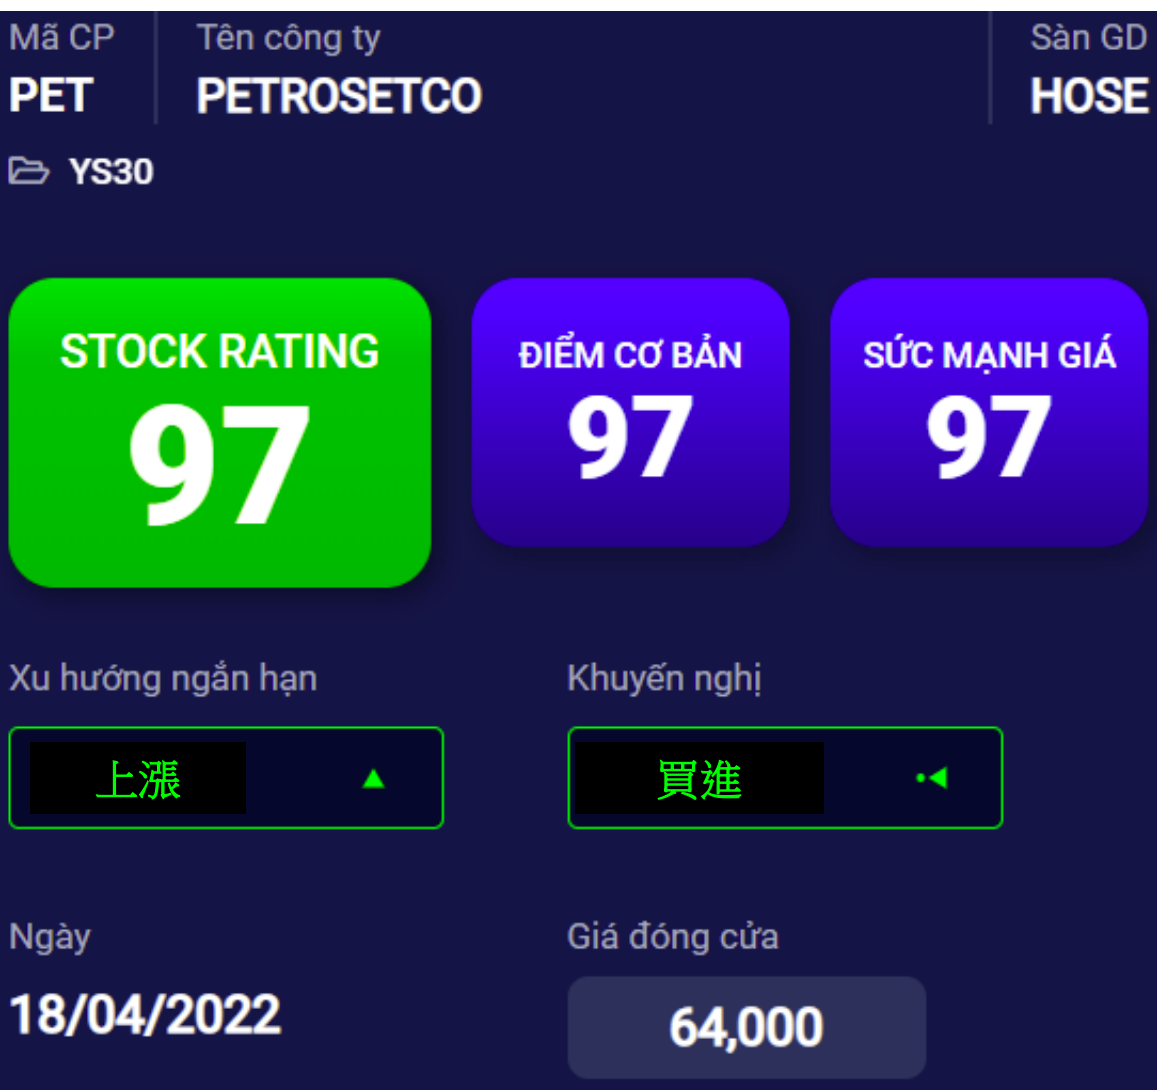 Mã CP Tên công ty Sàn GD
PET PETROSETCO HOSE
YS30
STOCK RATING ĐIỂM CƠ BẢN SỨC MẠNH GIÁ
97 97 97
Xu hướng ngắn hạn Khuyến nghị
上漲 買進
Ngày Giá đóng cửa
18/04/2022 64,000